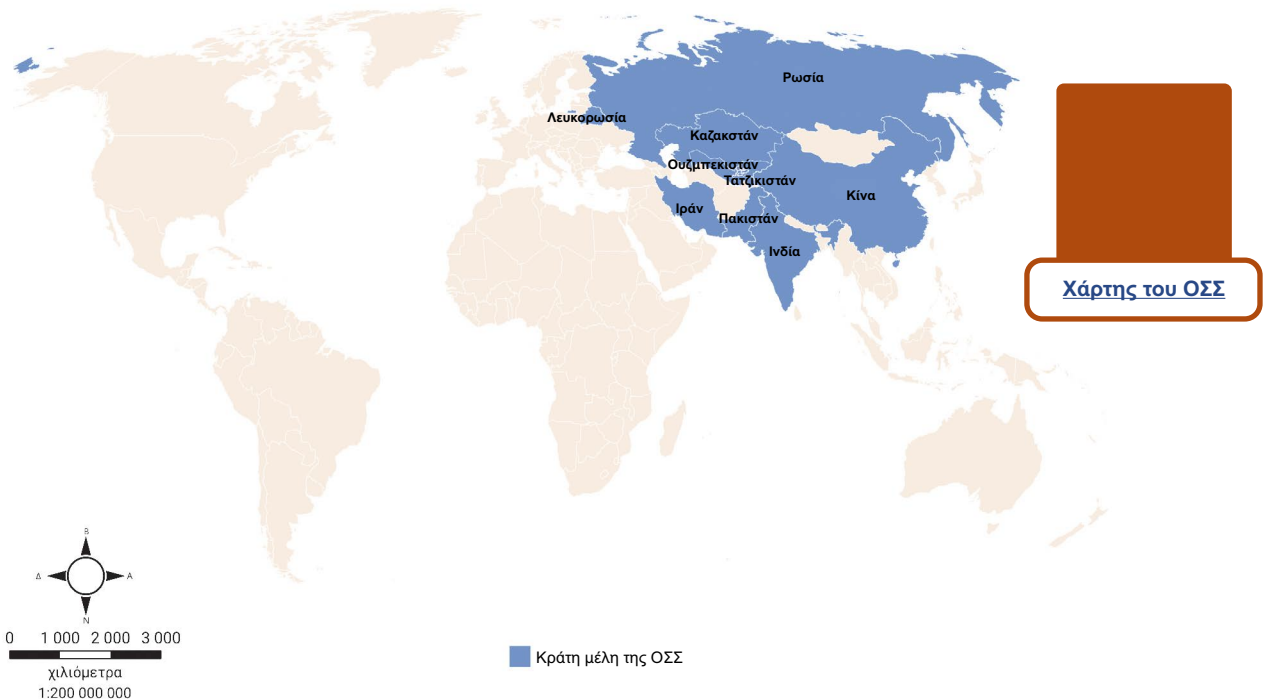 Ρωσία
Λευκορωσία
Καζακστάν
Ουζμπεκιστάν
Τατζικιστάν
Κίνα
Ιράν
Πακιστάν
Ινδία
Χάρτης του ΟΣΣ
Β
Δ
Α
Ν
0 1 000 2 000 3 000
χιλιόμετρα
1:200 000 000
Κράτη μέλη της ΟΣΣ